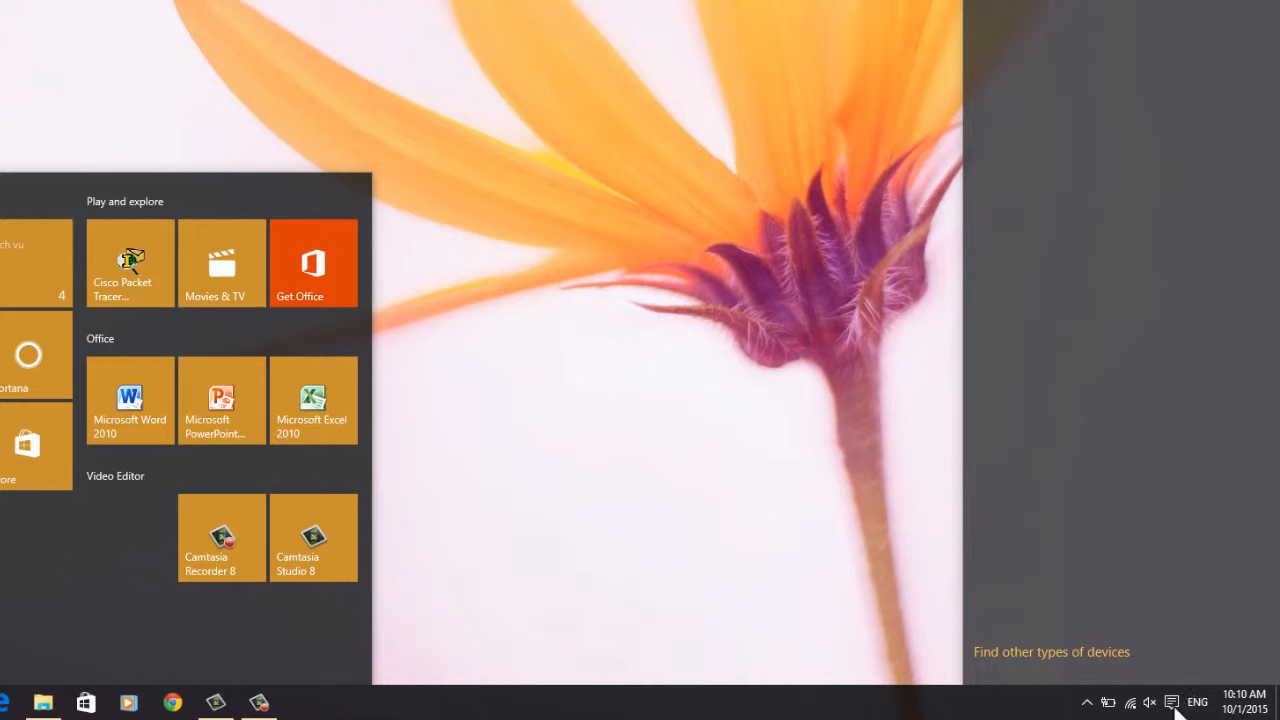 Play and explore
ch vu
4
Cisco Packet
Tracer...
Movies & TV
Get Office
Office
ortana
Microsoft Word
2010
Microsoft
PowerPoint...
Microsoft Excel
2010
ore
Video Editor
Camtasia
Recorder 8
Camtasia
Studio 8
Find other types of devices
ENG
10:10 AM
10/1/2015